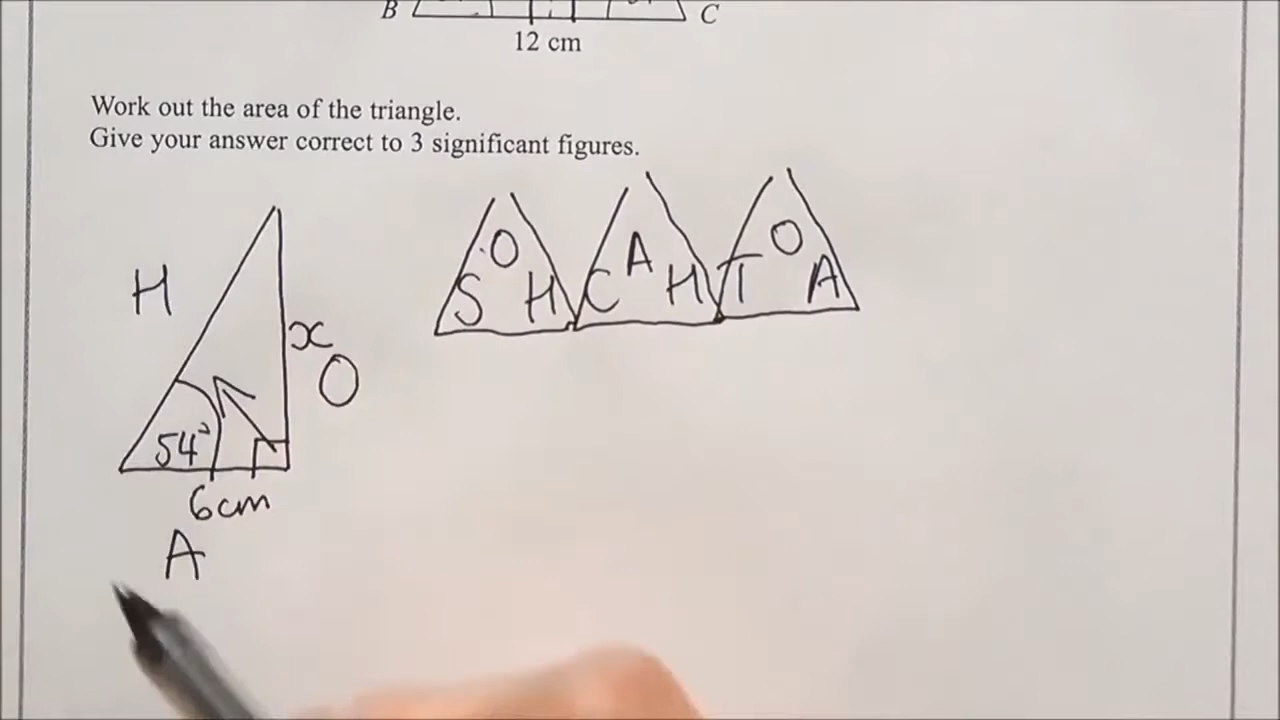 B C
12 cm
Work out the area of the triangle.
Give your answer correct to 3 significant figures.
S O H C A H T O A
H
x
O
54°
6cm
A